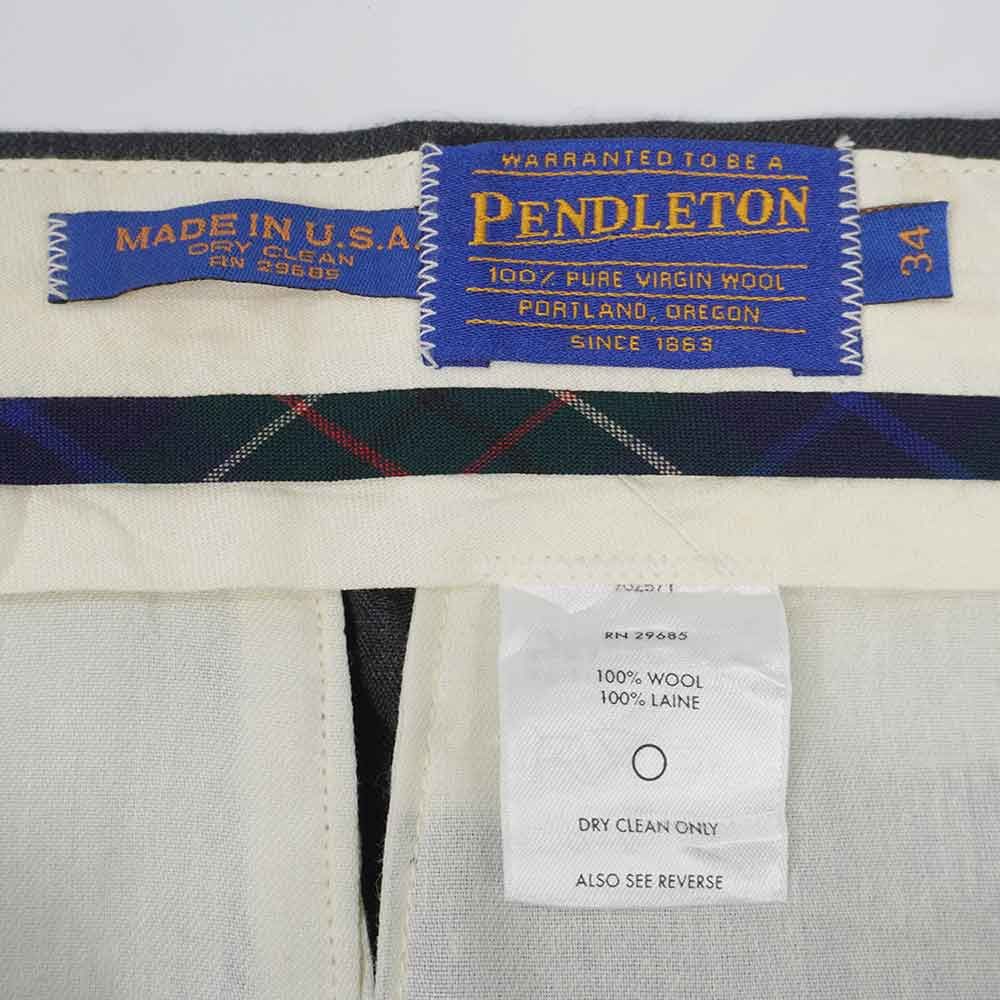 WARRANTED TO BE A
PENDLETON
100% PURE VIRGIN WOOL
PORTLAND, OREGON
SINCE 1863
MADE IN U.S.A.
DRY CLEAN
RN 29685
34
RN 29685
100% WOOL
100% LAINE
DRY CLEAN ONLY
ALSO SEE REVERSE